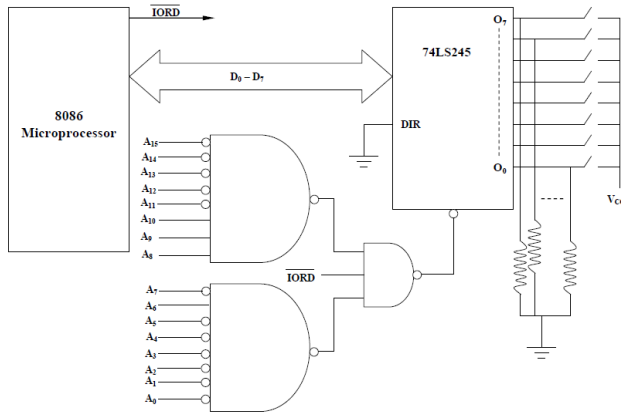 IORD
8086
Microprocessor
D₀ – D₇
74LS245
DIR
O₇
O₀
V
A₁₅
A₁₄
A₁₃
A₁₂
A₁₁
A₁₀
A₉
A₈
IORD
A₇
A₆
A₅
A₄
A₃
A₂
A₁
A₀